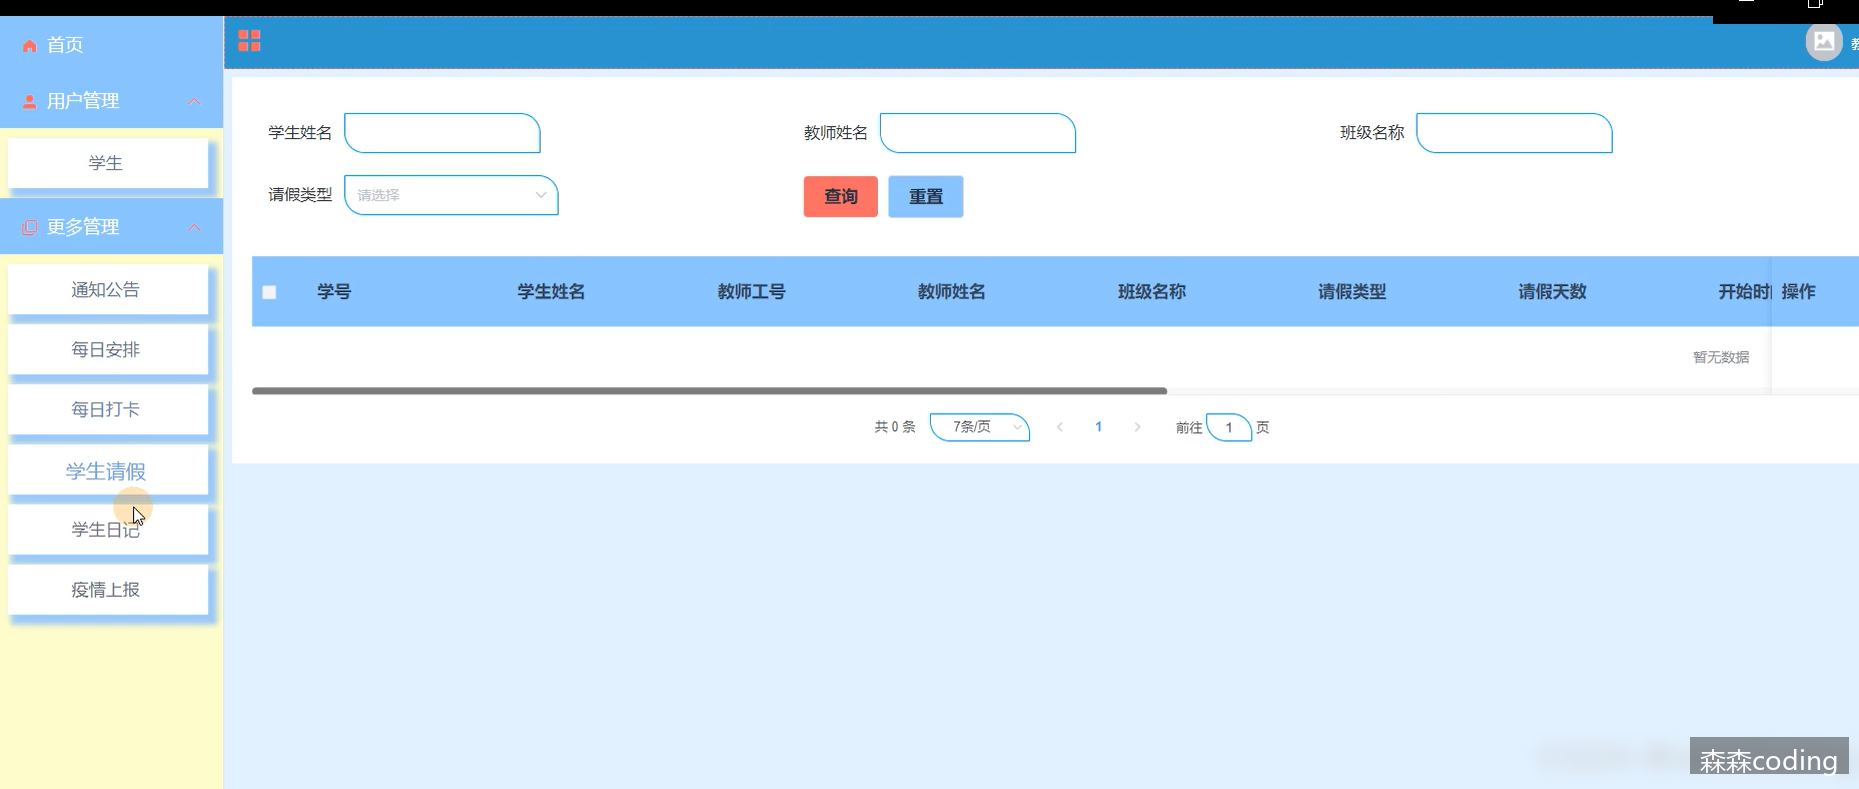 首页
用户管理
学生
更多管理
通知公告
每日安排
每日打卡
学生请假
学生日记
疫情上报
学生姓名
教师姓名
班级名称
请假类型
请选择
查询
重置
学号
学生姓名
教师工号
教师姓名
班级名称
请假类型
请假天数
开始时
操作
暂无数据
共 0 条
7条/页
1
前往
1
页
森森coding